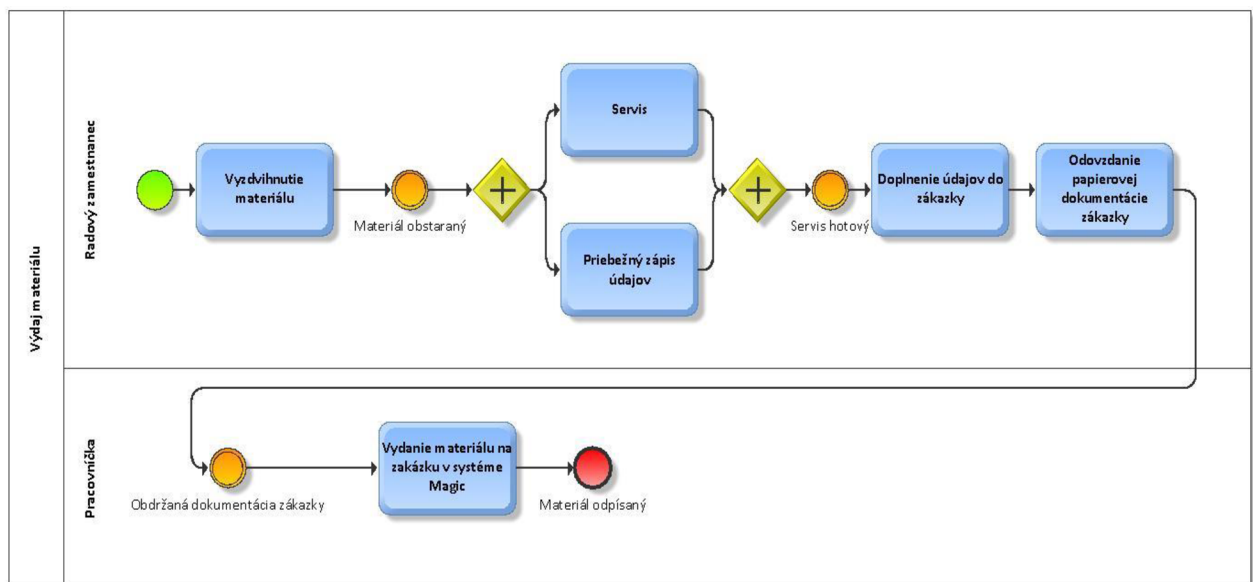 Výdaj materiálu
Radový zamestnanec
Vyzdvihnutie
materiálu
Materiál obstaraný
Servis
Priebežný zápis
údajov
Servis hotový
Doplnenie údajov do
zákazky
Odovzdanie
papierovej
dokumentácie
zákazky
Pracovníčka
Obdržaná dokumentácia zákazky
Vydanie materiálu na
zakázku v systéme
Magic
Materiál odpísaný